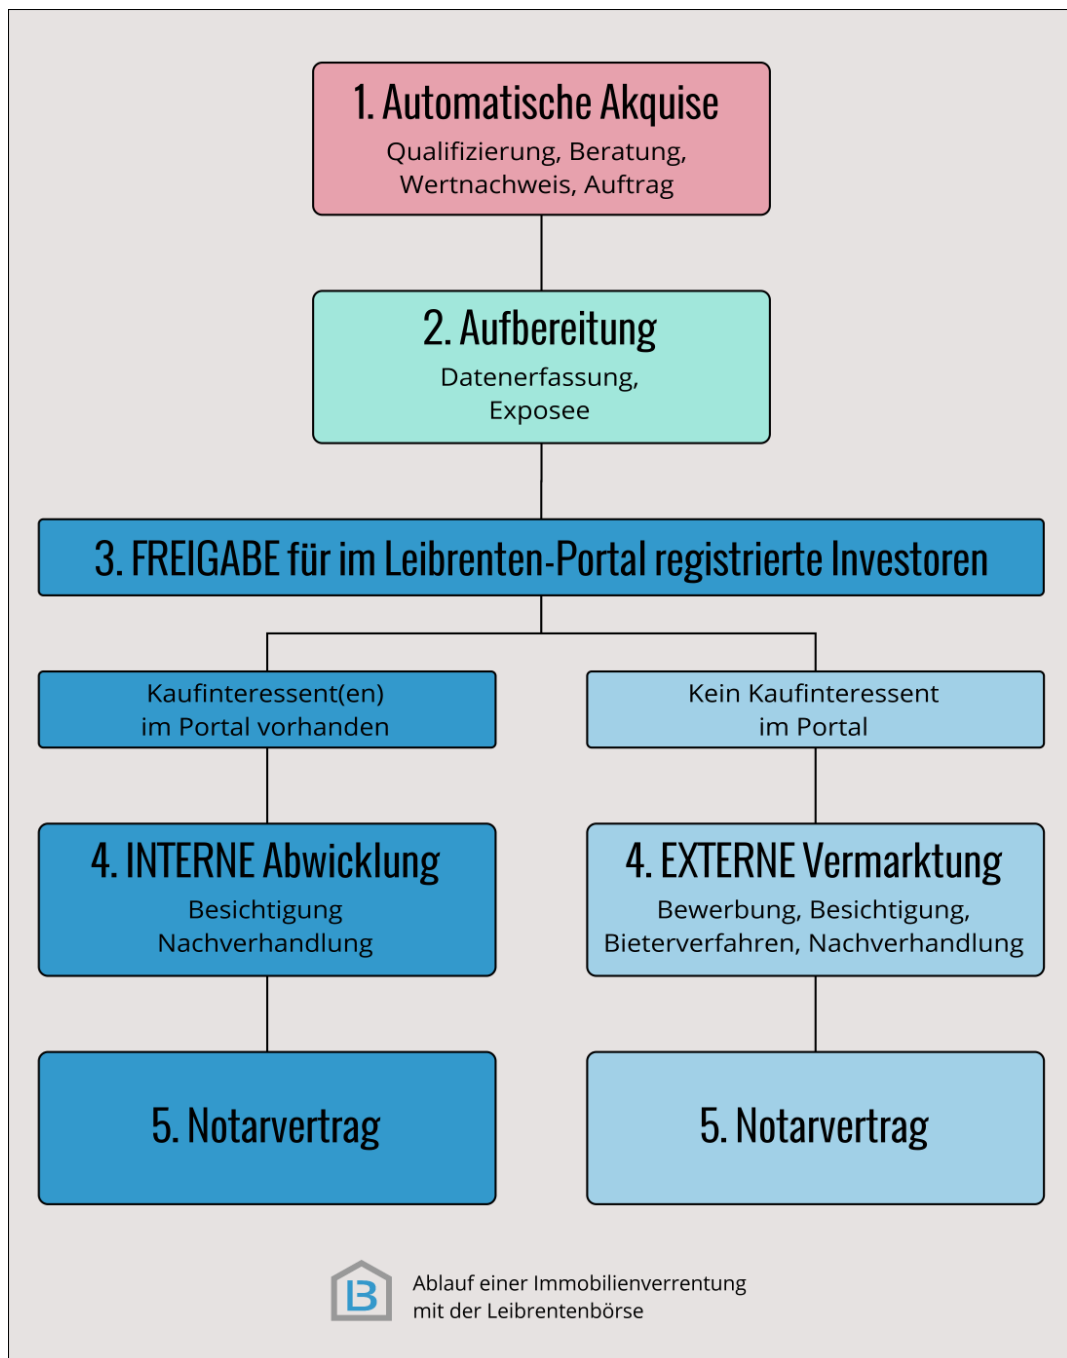 1. Automatische Akquise
Qualifizierung, Beratung,
Wertnachweis, Auftrag
2. Aufbereitung
Datenerfassung,
Exposee
3. FREIGABE für im Leibrenten-Portal registrierte Investoren
Kaufinteressent(en)
im Portal vorhanden
Kein Kaufinteressent
im Portal
4. INTERNE Abwicklung
Besichtigung
Nachverhandlung
4. EXTERNE Vermarktung
Bewerbung, Besichtigung,
Bieterverfahren, Nachverhandlung
5. Notarvertrag
5. Notarvertrag
LB
Ablauf einer Immobilienverrentung
mit der Leibrentenbörse